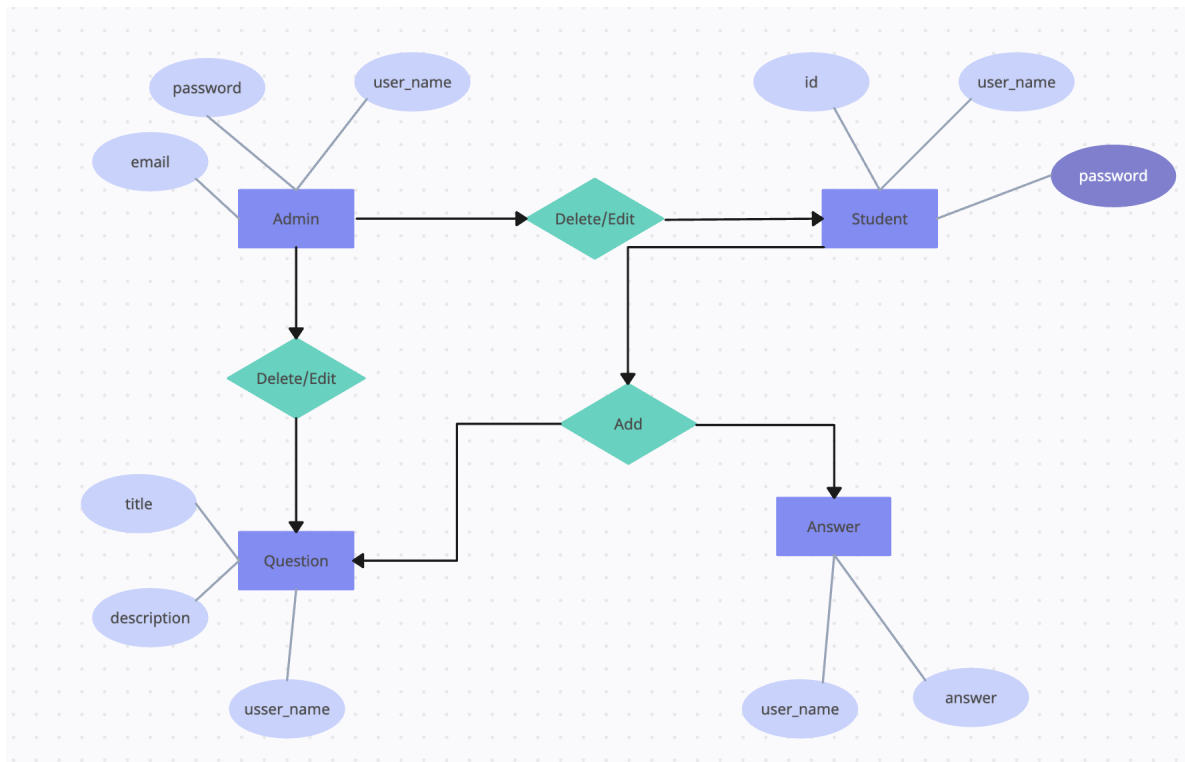 password
user_name
id
user_name
email
password
Admin
Delete/Edit
Student
Delete/Edit
Add
title
Answer
Question
description
usser_name
user_name
answer